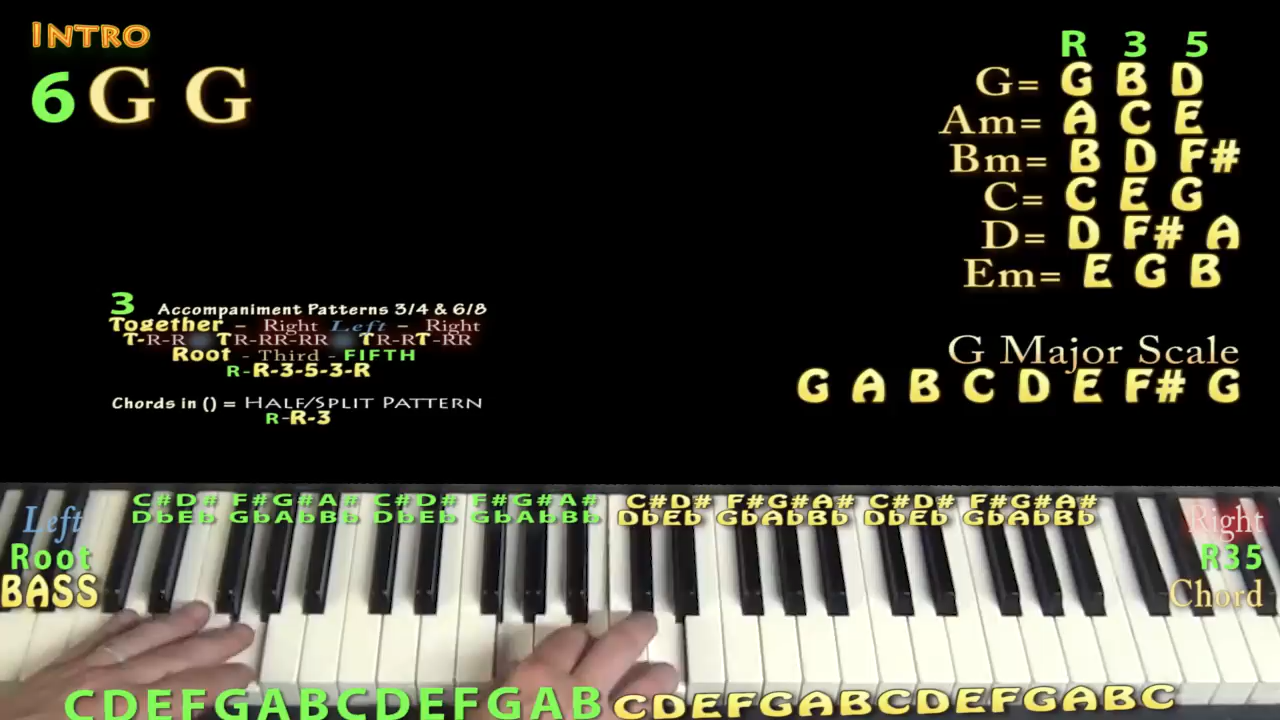 INTRO
6 G G
R 3 5
G= G B D
Am= A C E
Bm= B D F#
C= C E G
D= D F# A
Em= E G B
3 Accompaniment Patterns 3/4 & 6/8
Together - Right Left - Right
T-R-R TR-RR-RR TR-RT-RR
Root - Third - FIFTH
R-R-3-5-3-R
Chords in () = HALF/SPLIT PATTERN
R-R-3
G Major Scale
G A B C D E F# G
C#D# F#G#A# C#D# F#G#A# C#D# F#G#A# C#D# F#G#A#
DbEb GbAbBb DbEb GbAbBb DbEb GbAbBb DbEb GbAbBb
Left
Root
BASS
Right
R35
Chord
CDEFGABCDEFGAB CDEFGABCDEFGABC